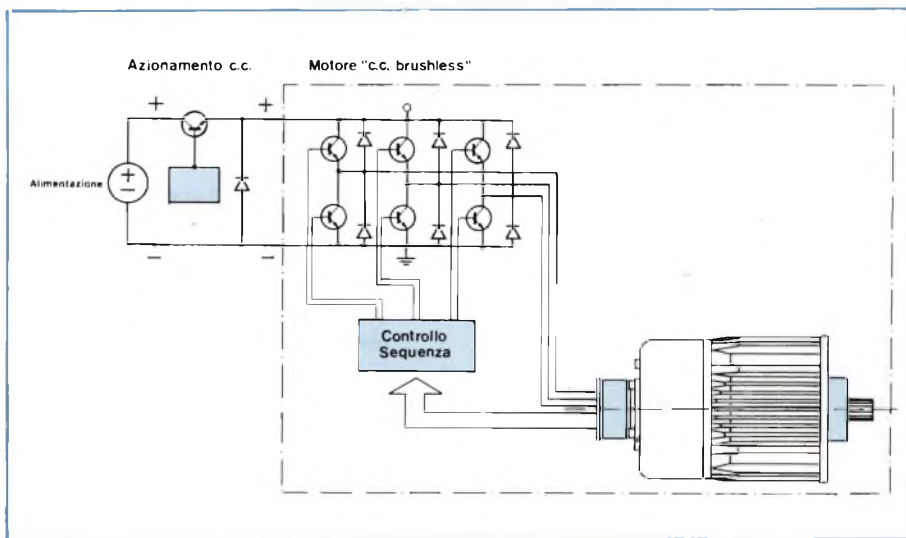 Azionamento c.c.
Motore "c.c. brushless"
+ +
Alimentazione
+
−
− −
Controllo
Sequenza